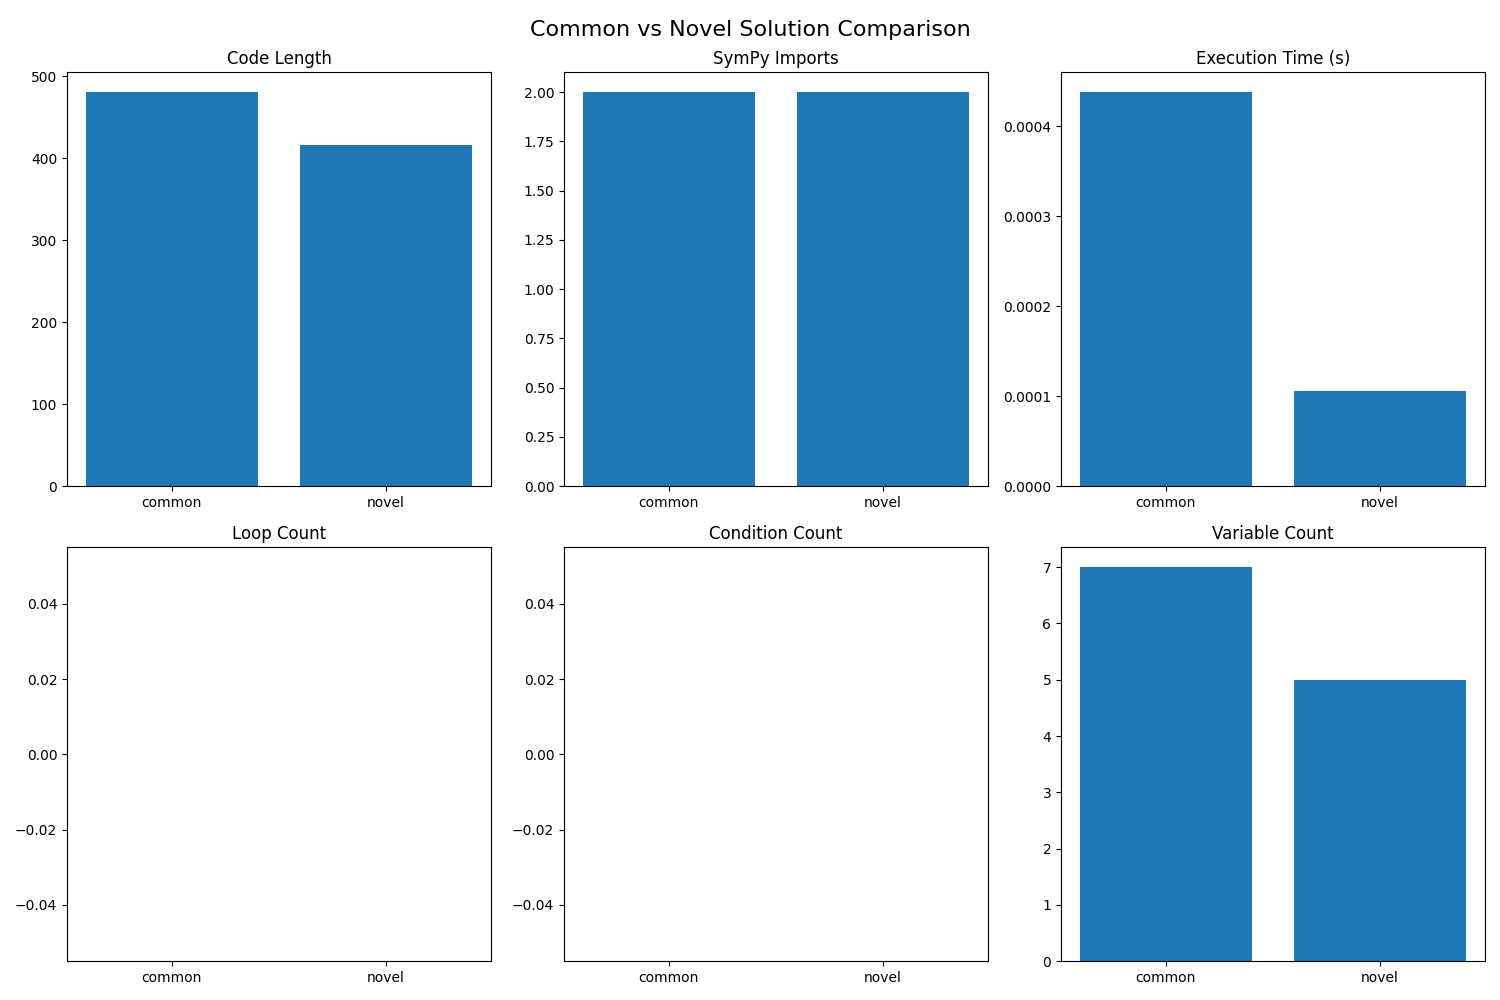 Common vs Novel Solution Comparison
Code Length
500
400
300
200
100
0
common novel
SymPy Imports
2.00
1.75
1.50
1.25
1.00
0.75
0.50
0.25
0.00
common novel
Execution Time (s)
0.0004
0.0003
0.0002
0.0001
0.0000
common novel
Loop Count
0.04
0.02
0.00
−0.02
−0.04
common novel
Condition Count
0.04
0.02
0.00
−0.02
−0.04
common novel
Variable Count
7
6
5
4
3
2
1
0
common novel